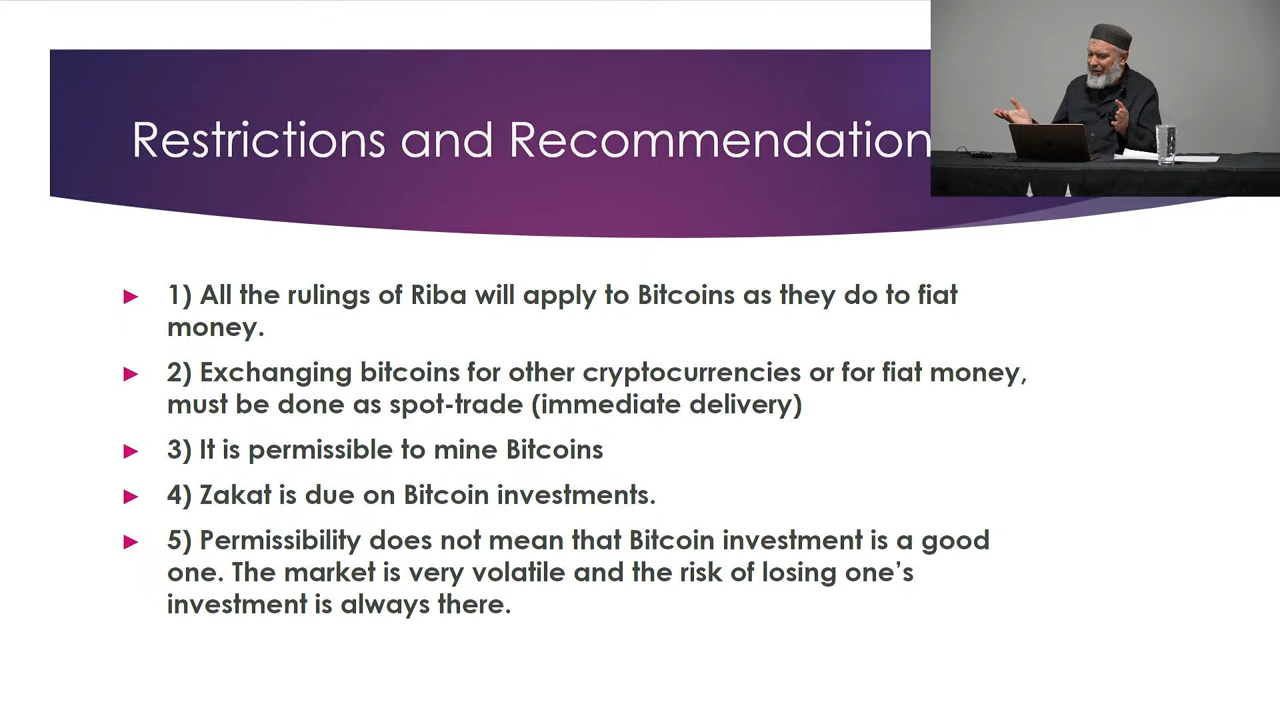 Restrictions and Recommendation
1) All the rulings of Riba will apply to Bitcoins as they do to fiat
money.
2) Exchanging bitcoins for other cryptocurrencies or for fiat money,
must be done as spot-trade (immediate delivery)
3) It is permissible to mine Bitcoins
4) Zakat is due on Bitcoin investments.
5) Permissibility does not mean that Bitcoin investment is a good
one. The market is very volatile and the risk of losing one’s
investment is always there.